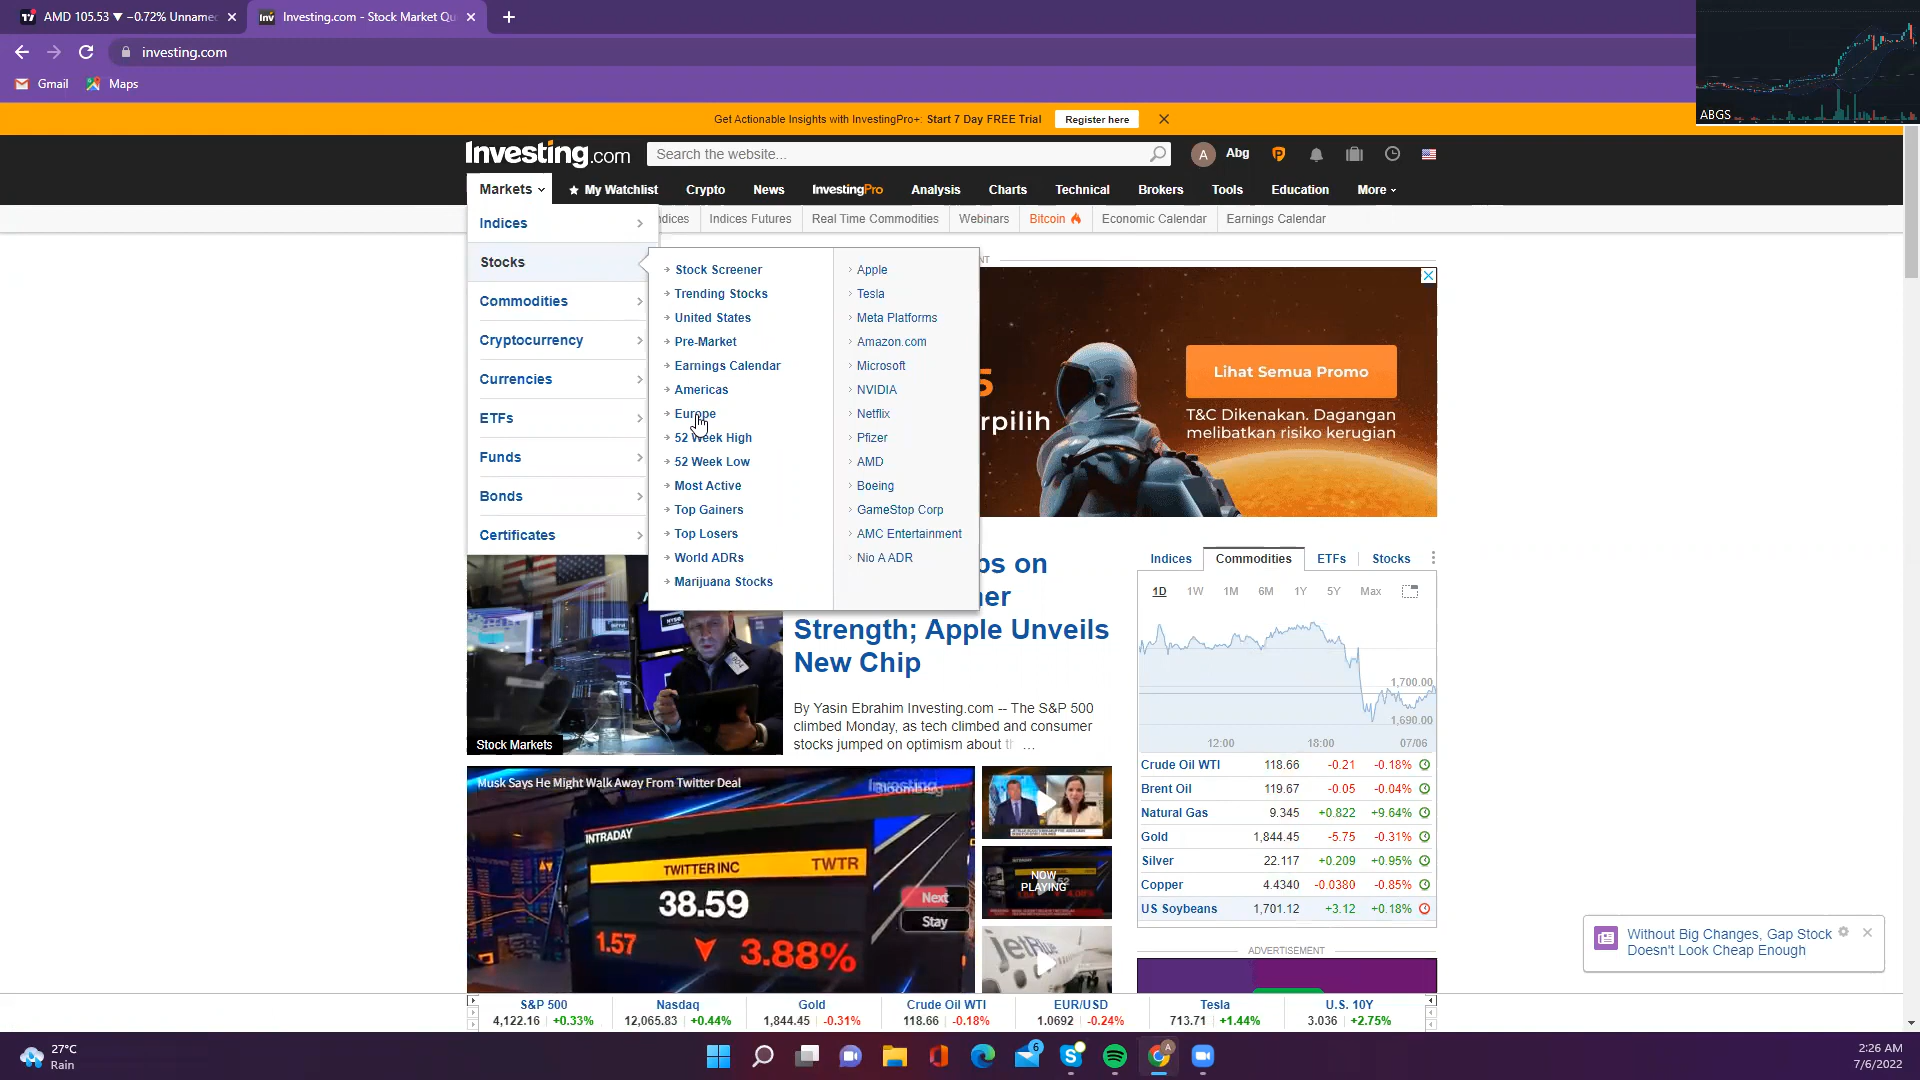 AMD 105.53 ▼ −0.72% Unname
Investing.com - Stock Market Qu
investing.com
Gmail
Maps
ABGS
Get Actionable Insights with InvestingPro+: Start 7 Day FREE Trial
Register here
Investing.com
Search the website...
A
Abg
Markets
My Watchlist
Crypto
News
InvestingPro
Analysis
Charts
Technical
Brokers
Tools
Education
More
ndices
Indices Futures
Real Time Commodities
Webinars
Bitcoin
Economic Calendar
Earnings Calendar
Indices
Stocks
Commodities
Cryptocurrency
Currencies
ETFs
Funds
Bonds
Certificates
Stock Screener
Trending Stocks
United States
Pre-Market
Earnings Calendar
Americas
Europe
52 Week High
52 Week Low
Most Active
Top Gainers
Top Losers
World ADRs
Marijuana Stocks
Apple
Tesla
Meta Platforms
Amazon.com
Microsoft
NVIDIA
Netflix
Pfizer
AMD
Boeing
GameStop Corp
AMC Entertainment
Nio A ADR
NT
5
rpilih
Lihat Semua Promo
T&C Dikenakan. Dagangan
melibatkan risiko kerugian
Stock Markets
ps on
er
Strength; Apple Unveils
New Chip
By Yasin Ebrahim Investing.com -- The S&P 500
climbed Monday, as tech climbed and consumer
stocks jumped on optimism about th ...
Musk Says He Might Walk Away From Twitter Deal
Investing
Bloomberg
INTRADAY
TWITTER INC TWTR
38.59
1.57 ▼ 3.88%
Next
Stay
NOW
PLAYING
jetBlue
Indices
Commodities
ETFs
Stocks
1D 1W 1M 6M 1Y 5Y Max
1,700.00
1,690.00
12:00 18:00 07/06
Crude Oil WTI 118.66 -0.21 -0.18%
Brent Oil 119.67 -0.05 -0.04%
Natural Gas 9.345 +0.822 +9.64%
Gold 1,844.45 -5.75 -0.31%
Silver 22.117 +0.209 +0.95%
Copper 4.4340 -0.0380 -0.85%
US Soybeans 1,701.12 +3.12 +0.18%
ADVERTISEMENT
Without Big Changes, Gap Stock
Doesn't Look Cheap Enough
S&P 500
4,122.16 +0.33%
Nasdaq
12,065.83 +0.44%
Gold
1,844.45 -0.31%
Crude Oil WTI
118.66 -0.18%
EUR/USD
1.0692 -0.24%
Tesla
713.71 +1.44%
U.S. 10Y
3.036 +2.75%
27°C
Rain
6
A
2:26 AM
7/6/2022